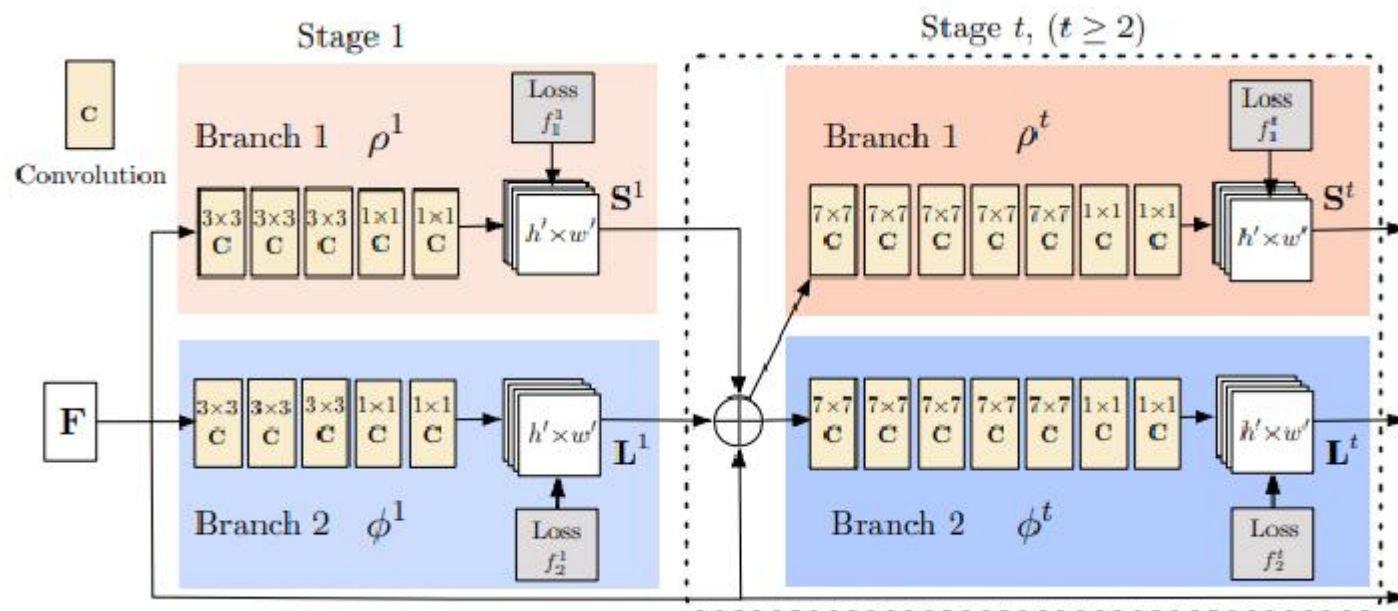 Stage 1
Stage t, (t ≥ 2)
C
Convolution
Branch 1 ρ¹
Loss
f₁¹
3×3 C
3×3 C
3×3 C
1×1 C
1×1 C
h′×w′
S¹
Branch 1 ρᵗ
Loss
f₁ᵗ
7×7 C
7×7 C
7×7 C
7×7 C
7×7 C
1×1 C
1×1 C
h′×w′
Sᵗ
F
3×3 C
3×3 C
3×3 C
1×1 C
1×1 C
h′×w′
L¹
Branch 2 ϕ¹
Loss
f₂¹
7×7 C
7×7 C
7×7 C
7×7 C
7×7 C
1×1 C
1×1 C
h′×w′
Lᵗ
Branch 2 ϕᵗ
Loss
f₂ᵗ